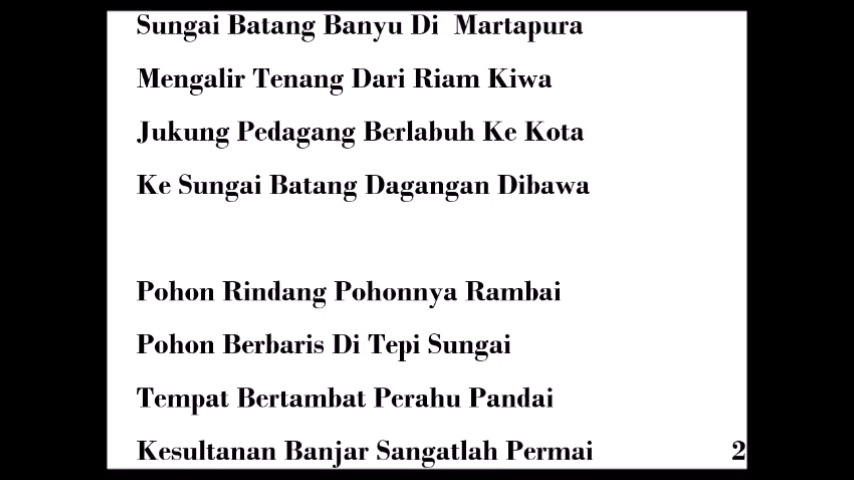 Sungai Batang Banyu Di Martapura
Mengalir Tenang Dari Riam Kiwa
Jukung Pedagang Berlabuh Ke Kota
Ke Sungai Batang Dagangan Dibawa
Pohon Rindang Pohonnya Rambai
Pohon Berbaris Di Tepi Sungai
Tempat Bertambat Perahu Pandai
Kesultanan Banjar Sangatlah Permai 2